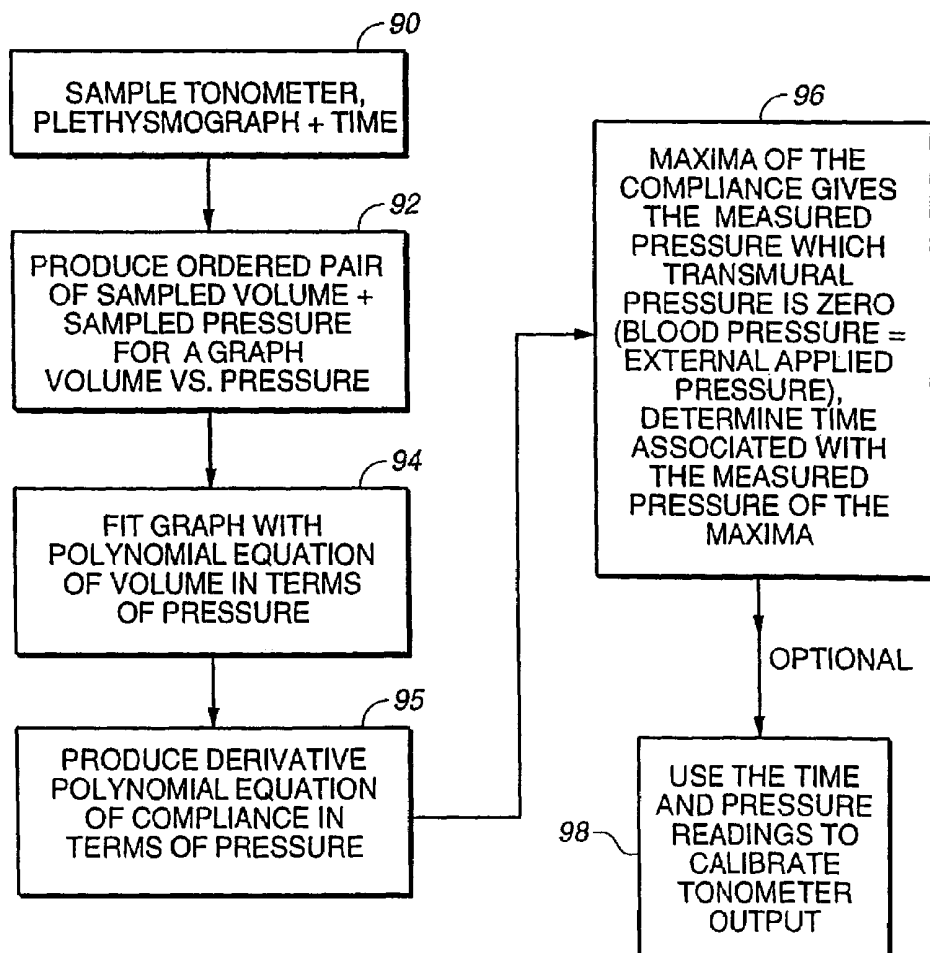 90
SAMPLE TONOMETER,
PLETHYSMOGRAPH + TIME
92
PRODUCE ORDERED PAIR
OF SAMPLED VOLUME +
SAMPLED PRESSURE
FOR A GRAPH
VOLUME VS. PRESSURE
94
FIT GRAPH WITH
POLYNOMIAL EQUATION
OF VOLUME IN TERMS
OF PRESSURE
95
PRODUCE DERIVATIVE
POLYNOMIAL EQUATION
OF COMPLIANCE IN
TERMS OF PRESSURE
96
MAXIMA OF THE
COMPLIANCE GIVES
THE MEASURED
PRESSURE WHICH
TRANSMURAL
PRESSURE IS ZERO
(BLOOD PRESSURE =
EXTERNAL APPLIED
PRESSURE),
DETERMINE TIME
ASSOCIATED WITH
THE MEASURED
PRESSURE OF THE
MAXIMA
OPTIONAL
98
USE THE TIME
AND PRESSURE
READINGS TO
CALIBRATE
TONOMETER
OUTPUT